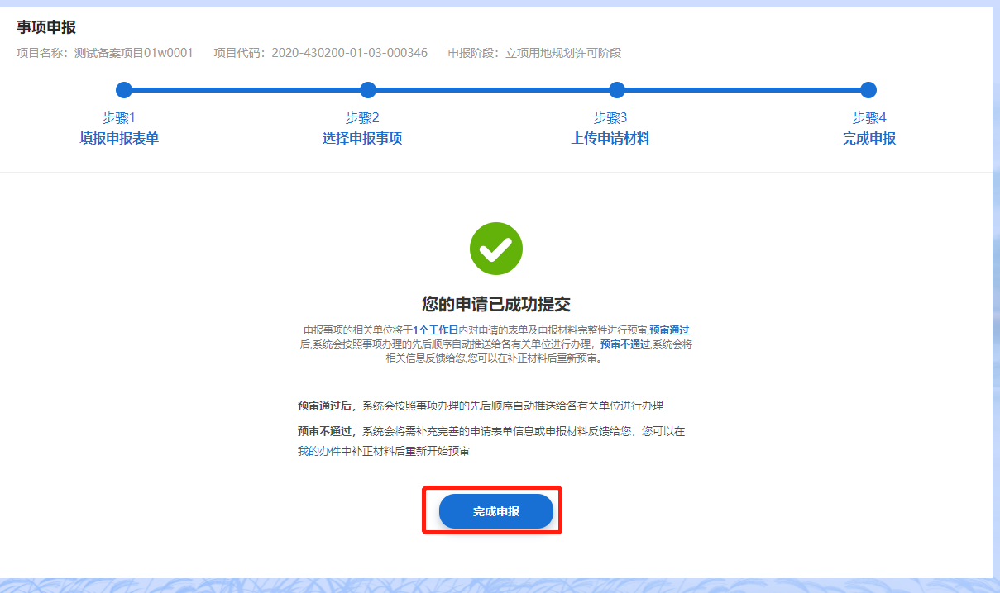 事项申报
项目名称：测试备案项目01w0001 项目代码：2020-430200-01-03-000346 申报阶段：立项用地规划许可阶段
步骤1 步骤2 步骤3 步骤4
填报申报表单 选择申报事项 上传申请材料 完成申报
您的申请已成功提交
申报事项的相关单位将于1个工作日内对申请的表单及申报材料完整性进行预审,预审通过
后,系统会按照事项办理的先后顺序自动推送给各有关单位进行办理，预审不通过,系统会将
相关信息反馈给您,您可以在补正材料后重新预审。
预审通过后，系统会按照事项办理的先后顺序自动推送给各有关单位进行办理
预审不通过，系统会将需补充完善的申请表单信息或申报材料反馈给您，您可以在
我的办件中补正材料后重新开始预审
完成申报